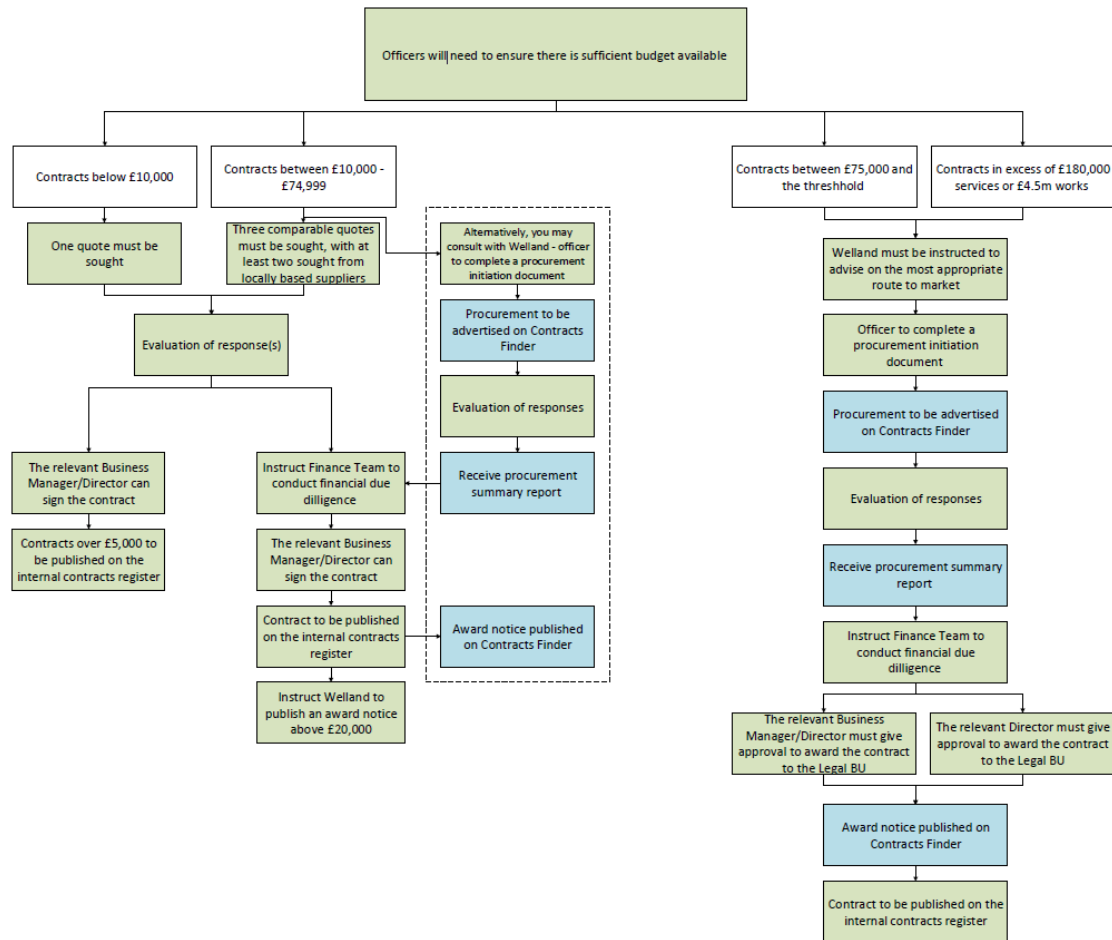 Officers will need to ensure there is sufficient budget available
Contracts below £10,000
Contracts between £10,000 -
£74,999
Contracts between £75,000 and
the threshhold
Contracts in excess of £180,000
services or £4.5m works
One quote must be
sought
Three comparable quotes
must be sought, with at
least two sought from
locally based suppliers
Alternatively, you may
consult with Welland - officer
to complete a procurement
initiation document
Welland must be instructed to
advise on the most appropriate
route to market
Evaluation of response(s)
Procurement to be
advertised on Contracts
Finder
Officer to complete a
procurement initiation
document
Evaluation of responses
Procurement to be advertised
on Contracts Finder
The relevant Business
Manager/Director can
sign the contract
Instruct Finance Team to
conduct financial due
dilligence
Receive procurement
summary report
Evaluation of responses
Contracts over £5,000 to
be published on the
internal contracts register
The relevant Business
Manager/Director can
sign the contract
Receive procurement summary
report
Contract to be published
on the internal contracts
register
Award notice published
on Contracts Finder
Instruct Finance Team to
conduct financial due
dilligence
Instruct Welland to
publish an award notice
above £20,000
The relevant Business
Manager/Director must give
approval to award the contract
to the Legal BU
The relevant Director must give
approval to award the contract
to the Legal BU
Award notice published on
Contracts Finder
Contract to be published on the
internal contracts register